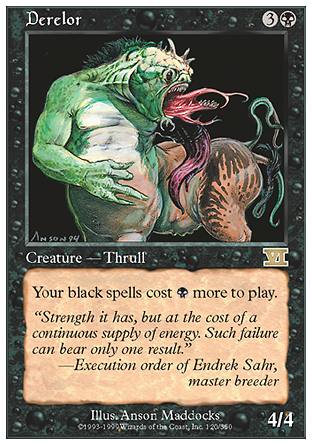 Derelor 3
ANSON 94
Creature — Thrull VI
Your black spells cost more to play.
"Strength it has, but at the cost of a
continuous supply of energy. Such failure
can bear only one result."
—Execution order of Endrek Sahr,
master breeder
Illus. Anson Maddocks
©1993-1999 Wizards of the Coast, Inc. 120/350
4/4